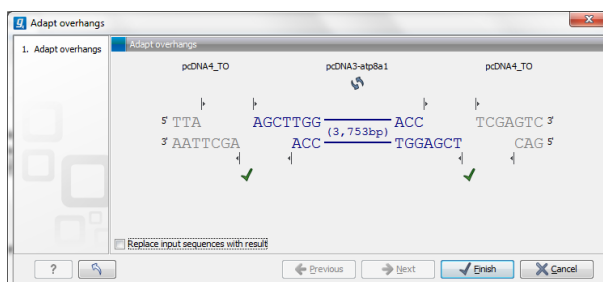 Adapt overhangs
1. Adapt overhangs
Adapt overhangs
pcDNA4_TO pcDNA3-atp8a1 pcDNA4_TO
5' TTA AGCTTGG ACC TCGAGTC 3'
(3,753bp)
3' AATTCGA ACC TGGAGCT CAG 5'
Replace input sequences with result
? Previous Next Finish Cancel